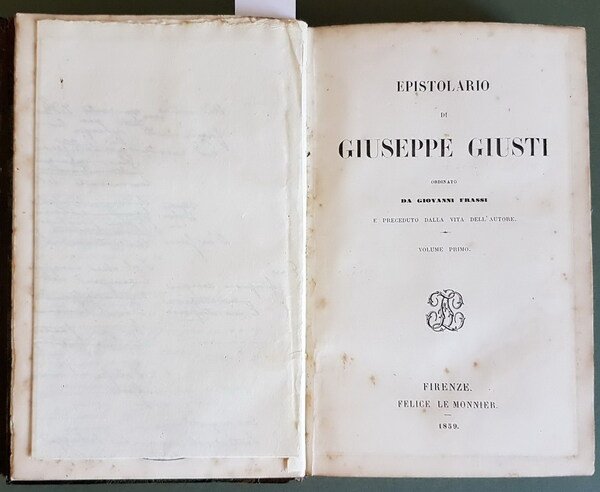 EPISTOLARIO
DI
GIUSEPPE GIUSTI
ORDINATO
DA GIOVANNI FRASSI
E PRECEDUTO DALLA VITA DELL'AUTORE.
VOLUME PRIMO.
FIRENZE.
FELICE LE MONNIER.
1859.